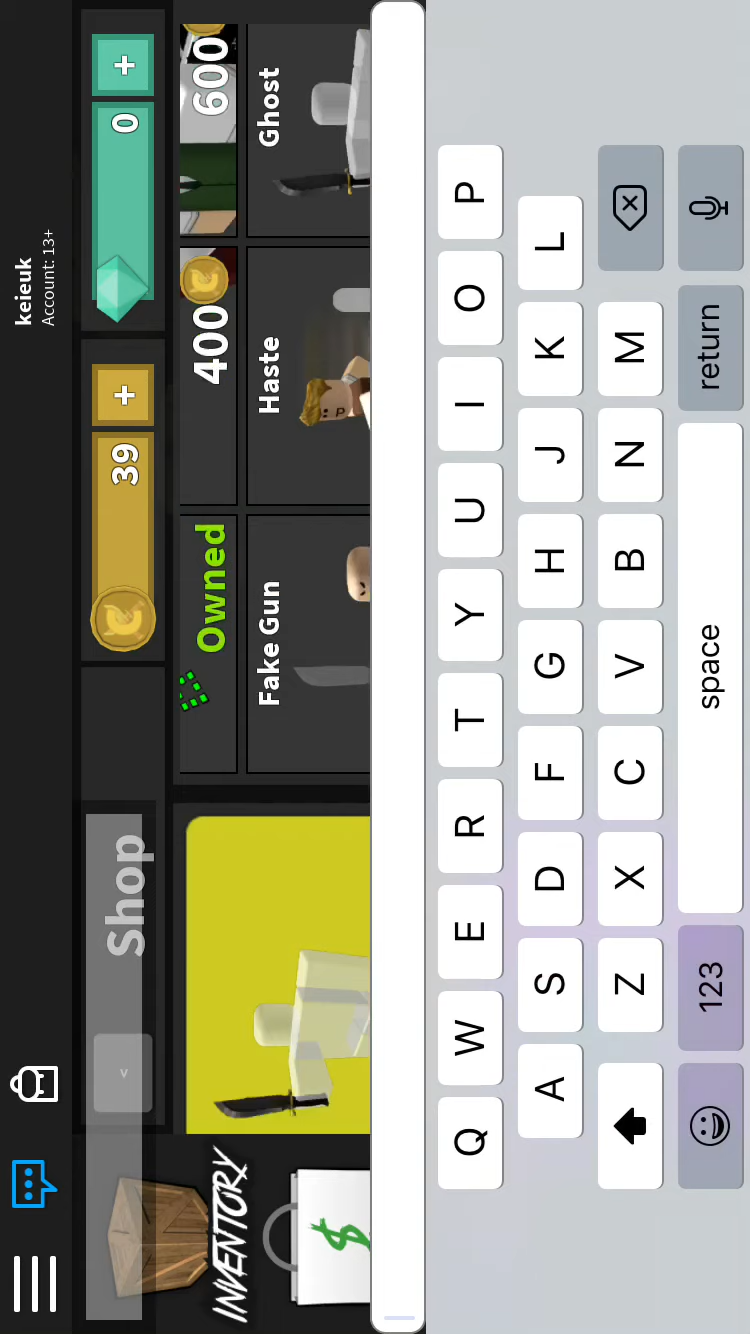 keieuk
Account: 13+
Shop
v
39
+
0
+
Owned
400
600
Fake Gun
Haste
Ghost
P
INVENTORY
$
Q W E R T Y U I O P
A S D F G H J K L
Z X C V B N M
123
space
return